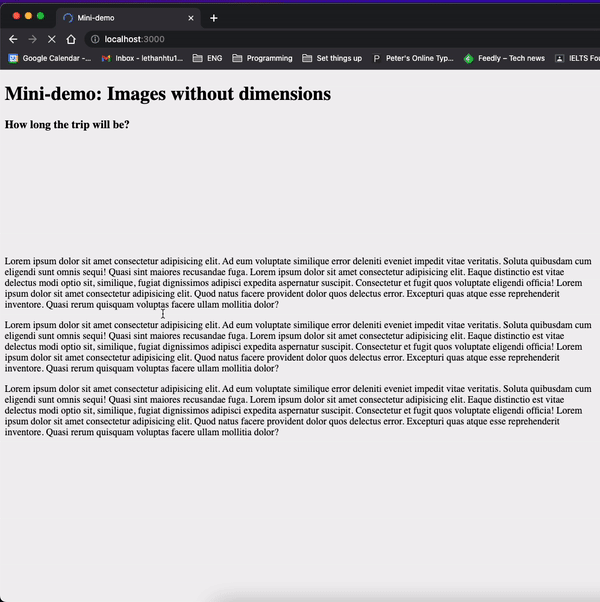 Mini-demo
localhost:3000
Google Calendar -... Inbox - lethanhtu1... ENG Programming Set things up Peter's Online Typ... Feedly – Tech news IELTS Fou
Mini-demo: Images without dimensions
How long the trip will be?
Lorem ipsum dolor sit amet consectetur adipisicing elit. Ad eum voluptate similique error deleniti eveniet impedit vitae veritatis. Soluta quibusdam cum
eligendi sunt omnis sequi! Quasi sint maiores recusandae fuga. Lorem ipsum dolor sit amet consectetur adipisicing elit. Eaque distinctio est vitae
delectus modi optio sit, similique, fugiat dignissimos adipisci expedita aspernatur suscipit. Consectetur et fugit quos voluptate eligendi officia! Lorem
ipsum dolor sit amet consectetur adipisicing elit. Quod natus facere provident dolor quos delectus error. Excepturi quas atque esse reprehenderit
inventore. Quasi rerum quisquam voluptas facere ullam mollitia dolor?
Lorem ipsum dolor sit amet consectetur adipisicing elit. Ad eum voluptate similique error deleniti eveniet impedit vitae veritatis. Soluta quibusdam cum
eligendi sunt omnis sequi! Quasi sint maiores recusandae fuga. Lorem ipsum dolor sit amet consectetur adipisicing elit. Eaque distinctio est vitae
delectus modi optio sit, similique, fugiat dignissimos adipisci expedita aspernatur suscipit. Consectetur et fugit quos voluptate eligendi officia! Lorem
ipsum dolor sit amet consectetur adipisicing elit. Quod natus facere provident dolor quos delectus error. Excepturi quas atque esse reprehenderit
inventore. Quasi rerum quisquam voluptas facere ullam mollitia dolor?
Lorem ipsum dolor sit amet consectetur adipisicing elit. Ad eum voluptate similique error deleniti eveniet impedit vitae veritatis. Soluta quibusdam cum
eligendi sunt omnis sequi! Quasi sint maiores recusandae fuga. Lorem ipsum dolor sit amet consectetur adipisicing elit. Eaque distinctio est vitae
delectus modi optio sit, similique, fugiat dignissimos adipisci expedita aspernatur suscipit. Consectetur et fugit quos voluptate eligendi officia! Lorem
ipsum dolor sit amet consectetur adipisicing elit. Quod natus facere provident dolor quos delectus error. Excepturi quas atque esse reprehenderit
inventore. Quasi rerum quisquam voluptas facere ullam mollitia dolor?